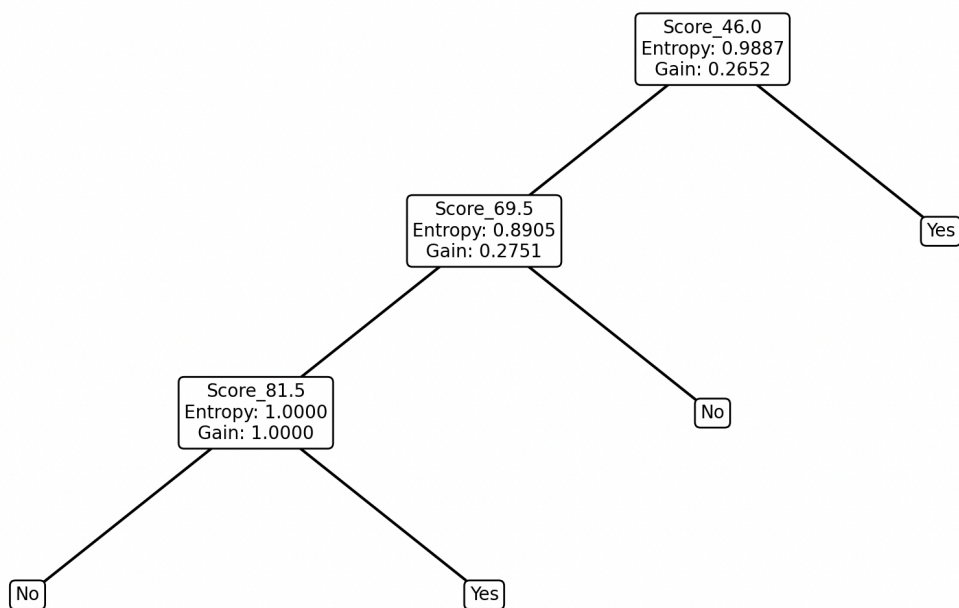 Score_46.0
Entropy: 0.9887
Gain: 0.2652
Score_69.5
Entropy: 0.8905
Gain: 0.2751
Yes
Score_81.5
Entropy: 1.0000
Gain: 1.0000
No
No
Yes